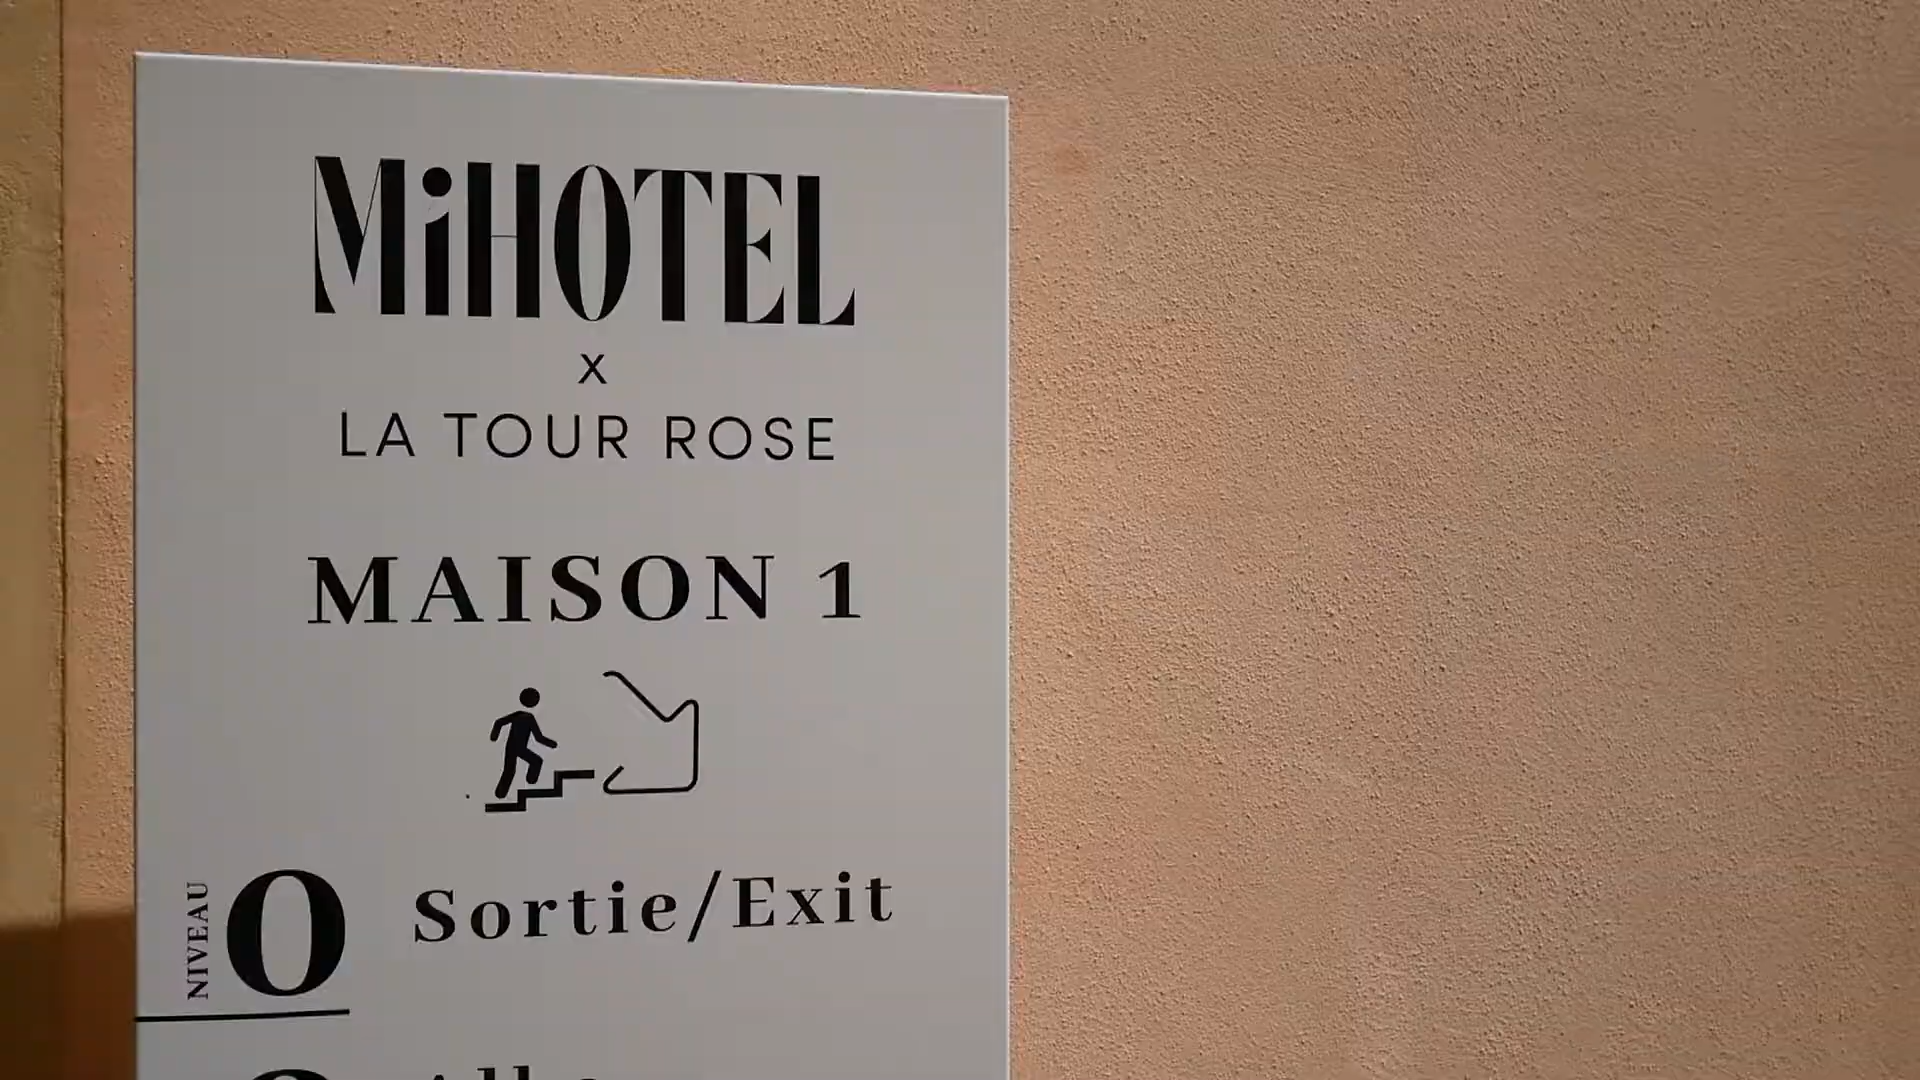 MiHOTEL
x
LA TOUR ROSE
MAISON 1
NIVEAU 0 Sortie/Exit